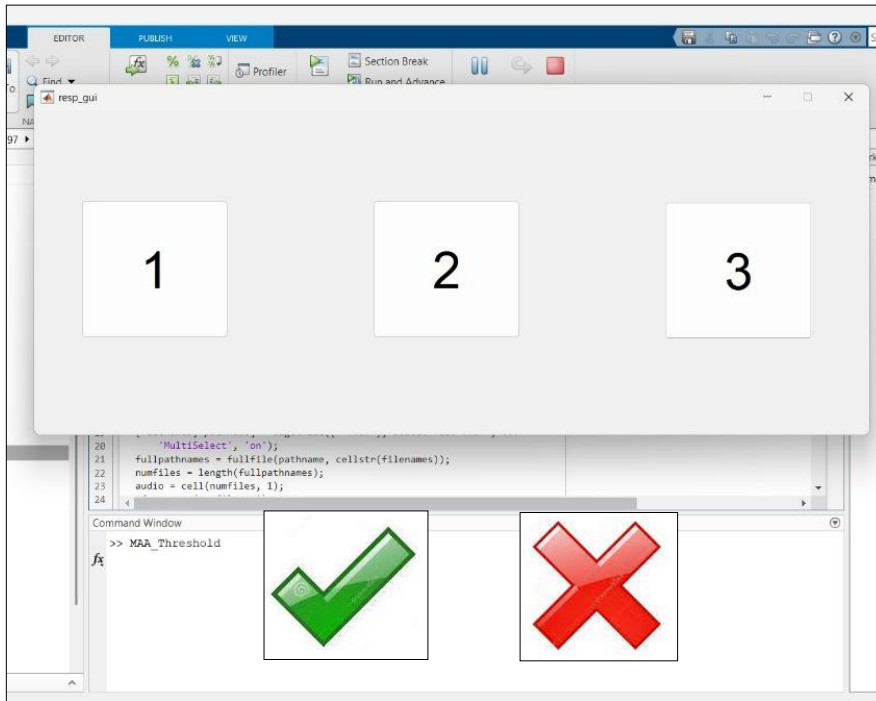 EDITOR PUBLISH VIEW
Section Break
Profiler
Find
Run and Advance
resp_gui
97
1 2 3
20 'MultiSelect', 'on');
21 fullpathnames = fullfile(pathname, cellstr(filenames));
22 numfiles = length(fullpathnames);
23 audio = cell(numfiles, 1);
24
Command Window
>> MAA_Threshold
fx